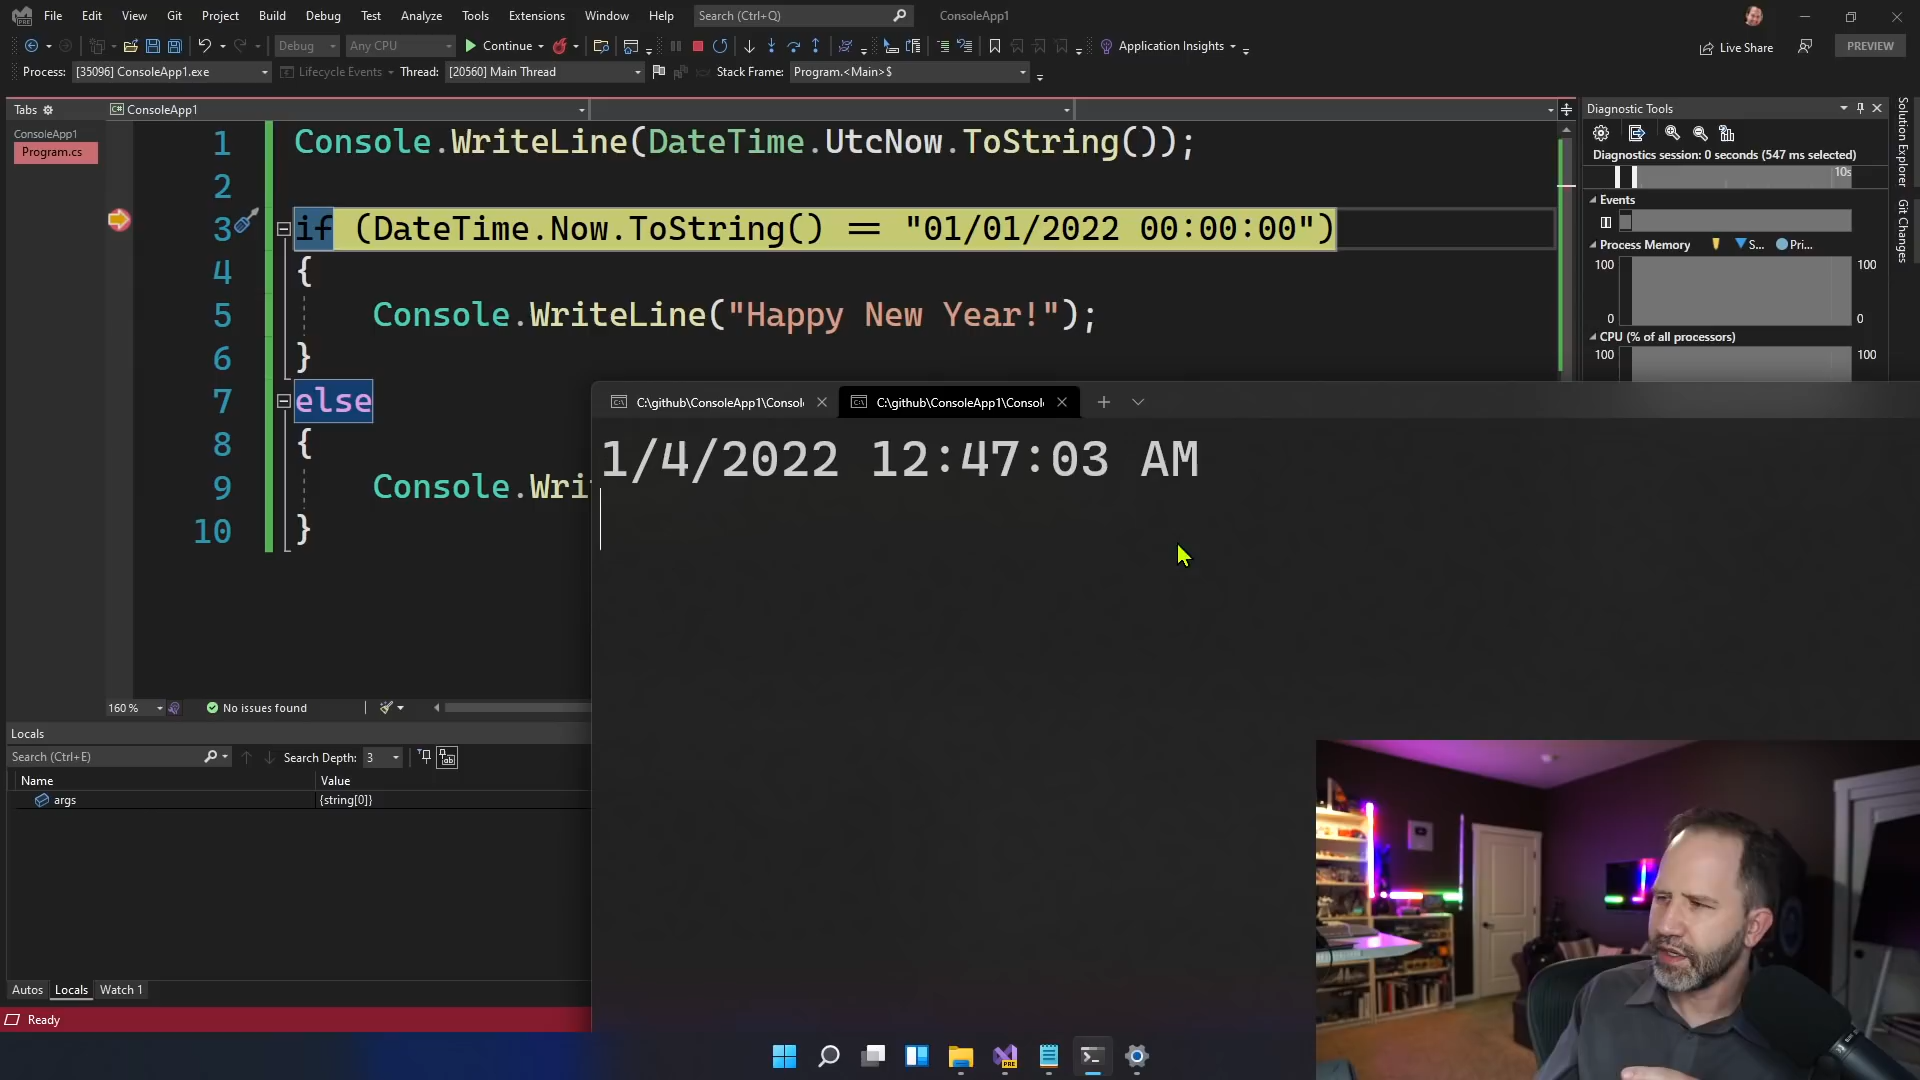 File Edit View Git Project Build Debug Test Analyze Tools Extensions Window Help Search (Ctrl+Q) ConsoleApp1
Debug Any CPU Continue Application Insights Live Share PREVIEW
Process: [35096] ConsoleApp1.exe Lifecycle Events Thread: [20560] Main Thread Stack Frame: Program.<Main>$
Tabs
ConsoleApp1
Program.cs
C# ConsoleApp1
1 Console.WriteLine(DateTime.UtcNow.ToString());
2
3 if (DateTime.Now.ToString() == "01/01/2022 00:00:00")
4 {
5 Console.WriteLine("Happy New Year!");
6 }
7 else
8 {
9 Console.Wri
10 }
160 % No issues found
Diagnostic Tools
Diagnostics session: 0 seconds (547 ms selected)
10s
Events
Process Memory S... Pri...
100 100
0 0
CPU (% of all processors)
100 100
Solution Explorer
Git Changes
C:\github\ConsoleApp1\Consol C:\github\ConsoleApp1\Consol
1/4/2022 12:47:03 AM
Locals
Search (Ctrl+E) Search Depth: 3
Name Value
args {string[0]}
Autos Locals Watch 1
Ready